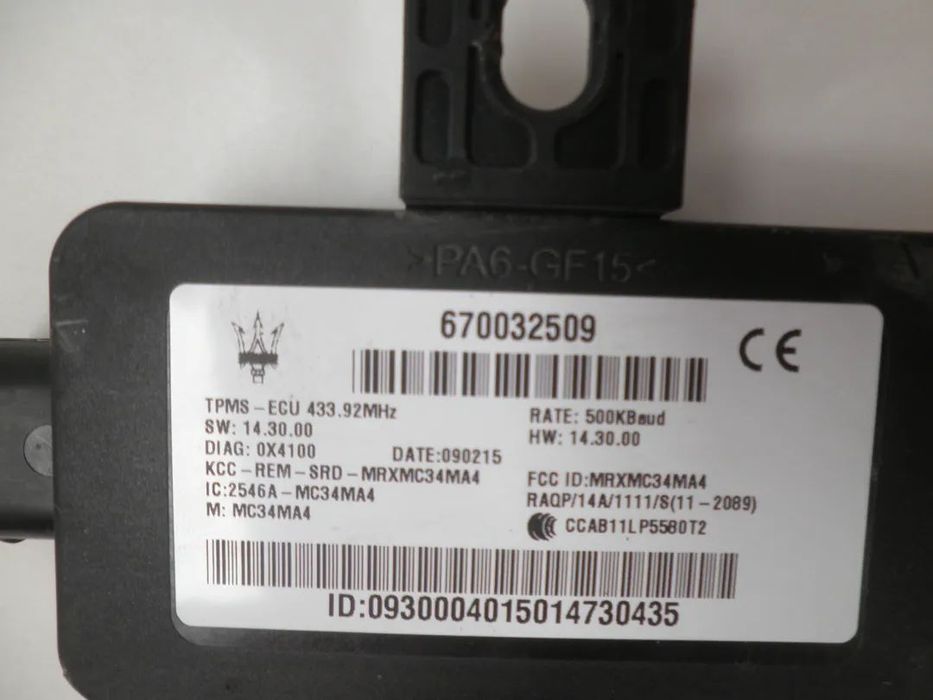 >PA6-GF15<
670032509
CE
TPMS-ECU 433.92MHz
RATE: 500KBaud
SW: 14.30.00
HW: 14.30.00
DIAG: 0X4100
DATE:090215
KCC-REM-SRD-MRXMC34MA4
FCC ID:MRXMC34MA4
IC:2546A-MC34MA4
RAQP/14A/1111/S(11-2089)
M: MC34MA4
CCAB11LP5580T2
ID:0930004015014730435